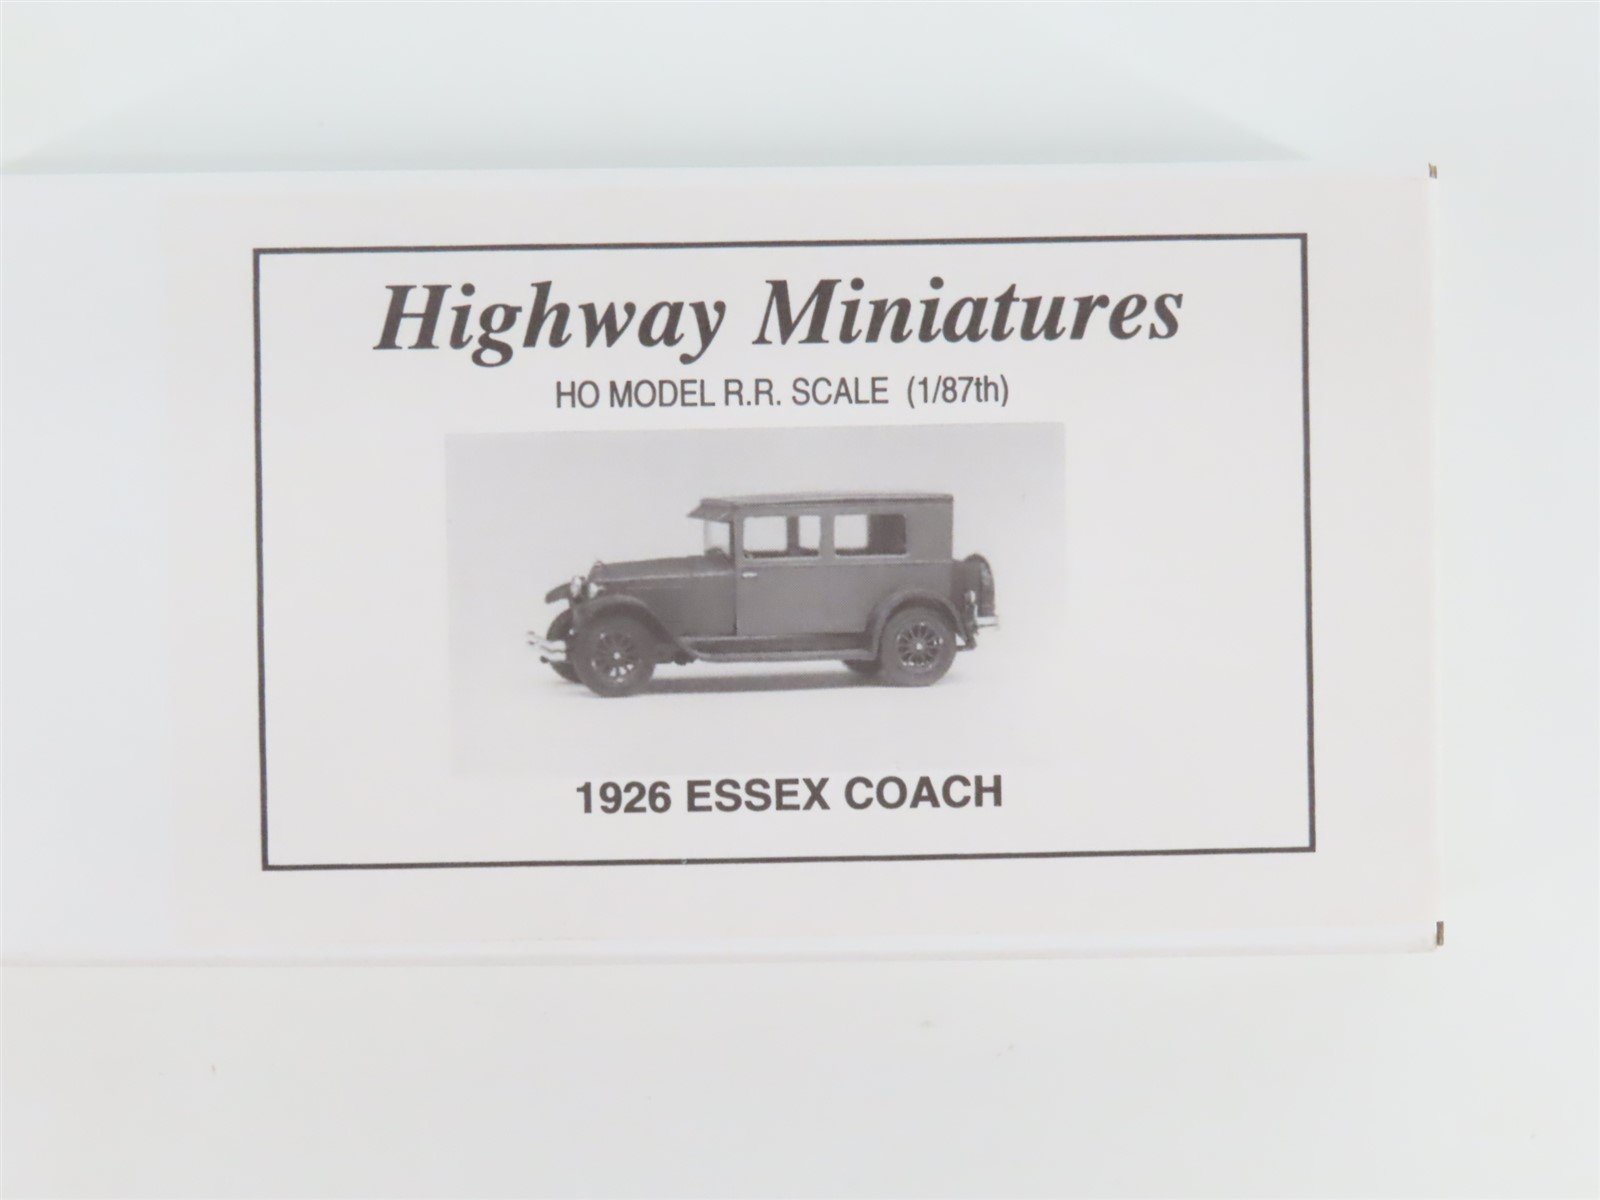 Highway Miniatures
HO MODEL R.R. SCALE (1/87th)
1926 ESSEX COACH